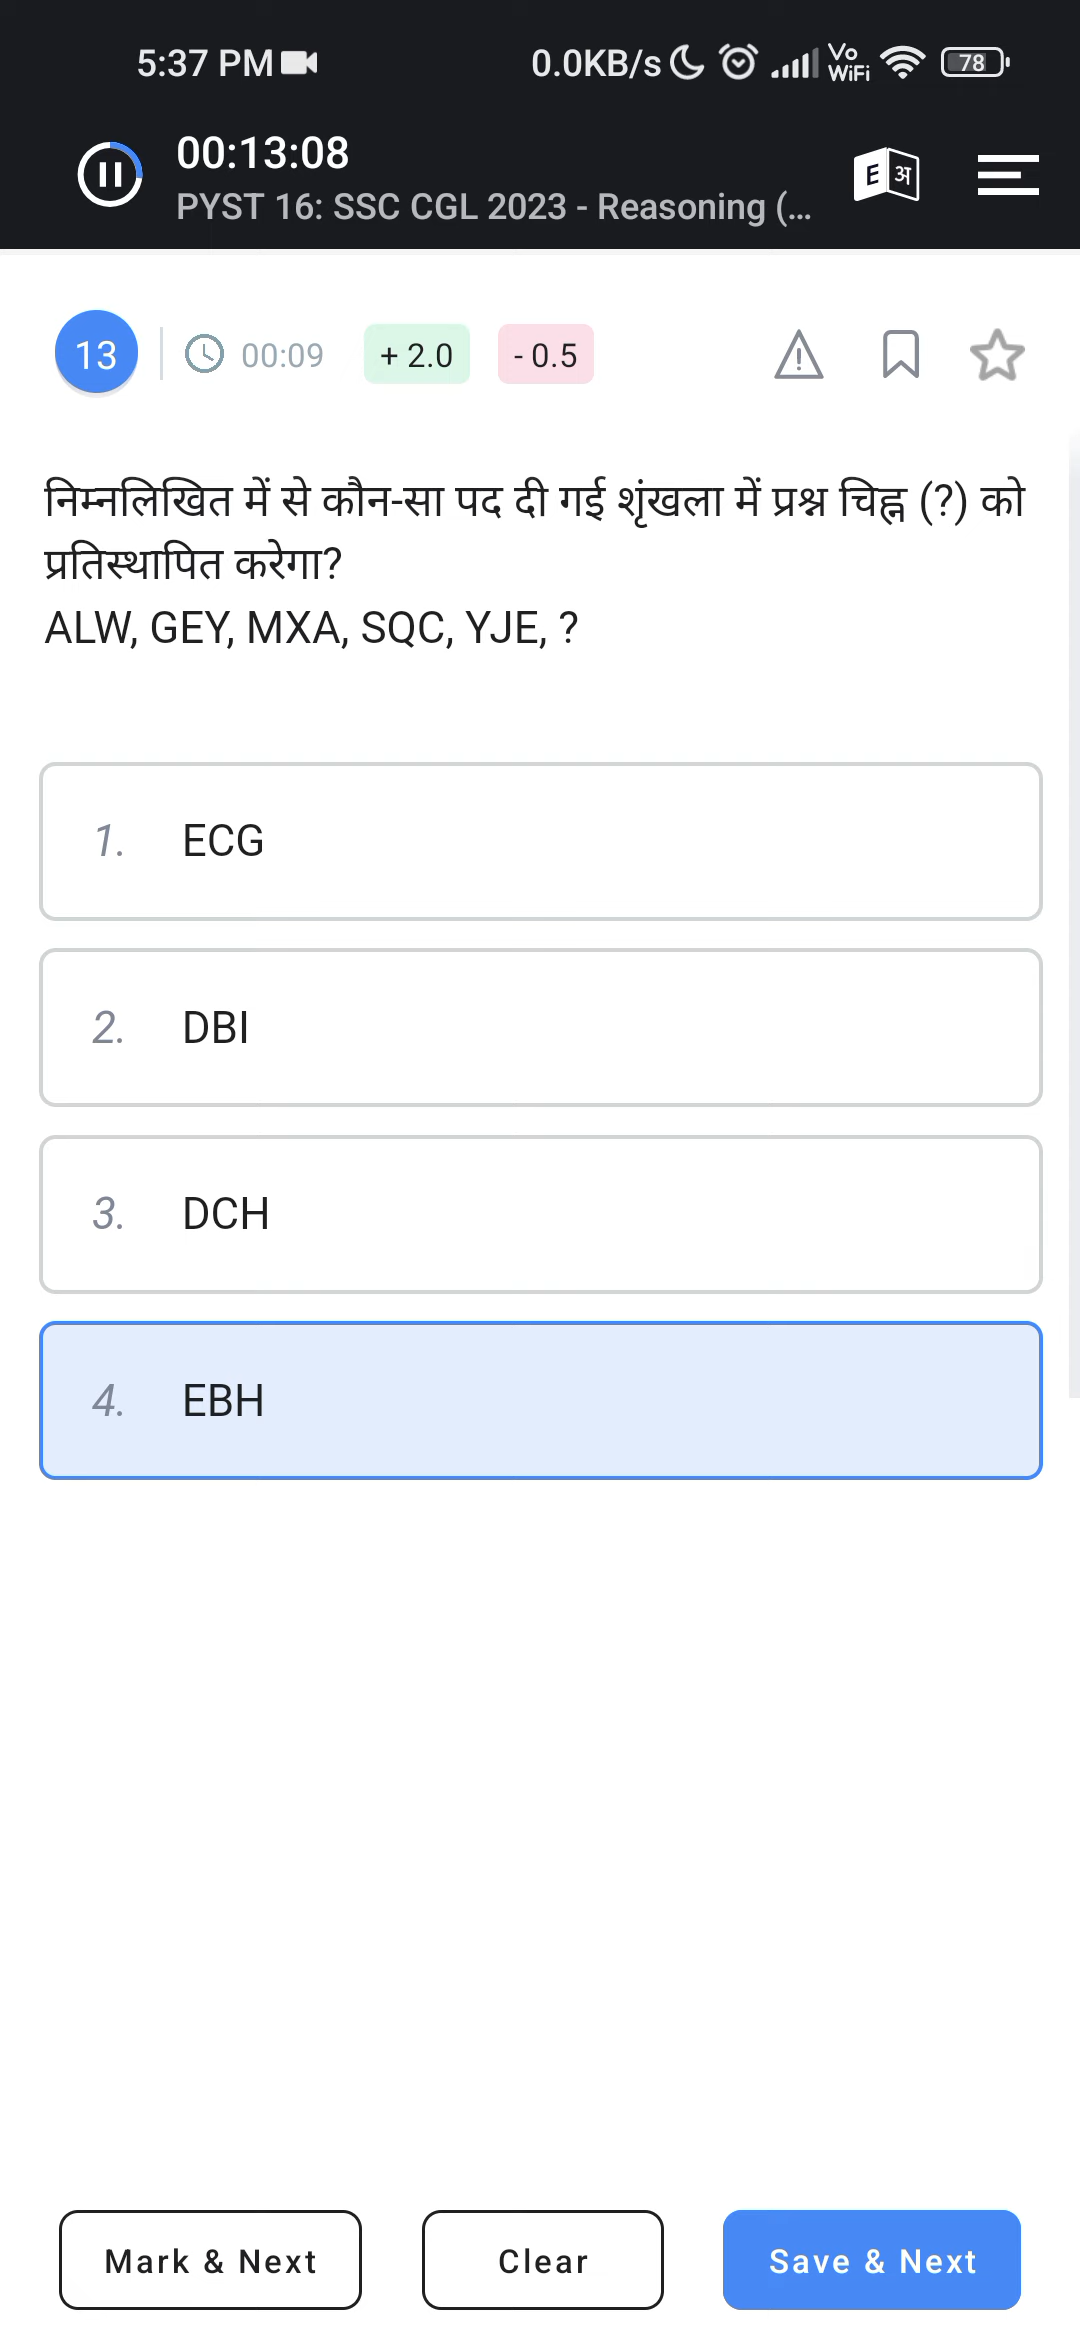 5:37 PM 0.0KB/s Vo WiFi 78
00:13:08
PYST 16: SSC CGL 2023 - Reasoning (...
E अ
13 00:09 + 2.0 - 0.5
निम्नलिखित में से कौन-सा पद दी गई शृंखला में प्रश्न चिह्न (?) को
प्रतिस्थापित करेगा?
ALW, GEY, MXA, SQC, YJE, ?
1. ECG
2. DBI
3. DCH
4. EBH
Mark & Next Clear Save & Next